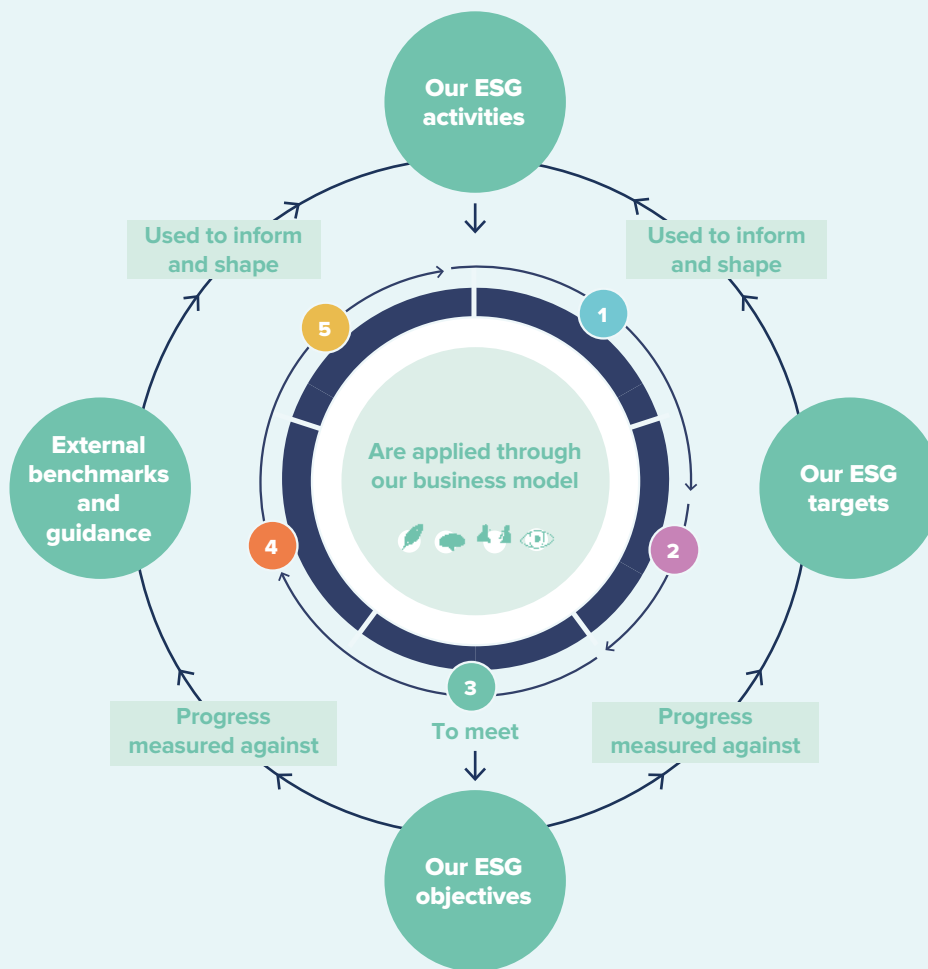 Our ESG
activities
Used to inform
and shape
Used to inform
and shape
1
5
External
benchmarks
and
guidance
Are applied through
our business model
Our ESG
targets
4
2
3
To meet
Progress
measured against
Progress
measured against
Our ESG
objectives